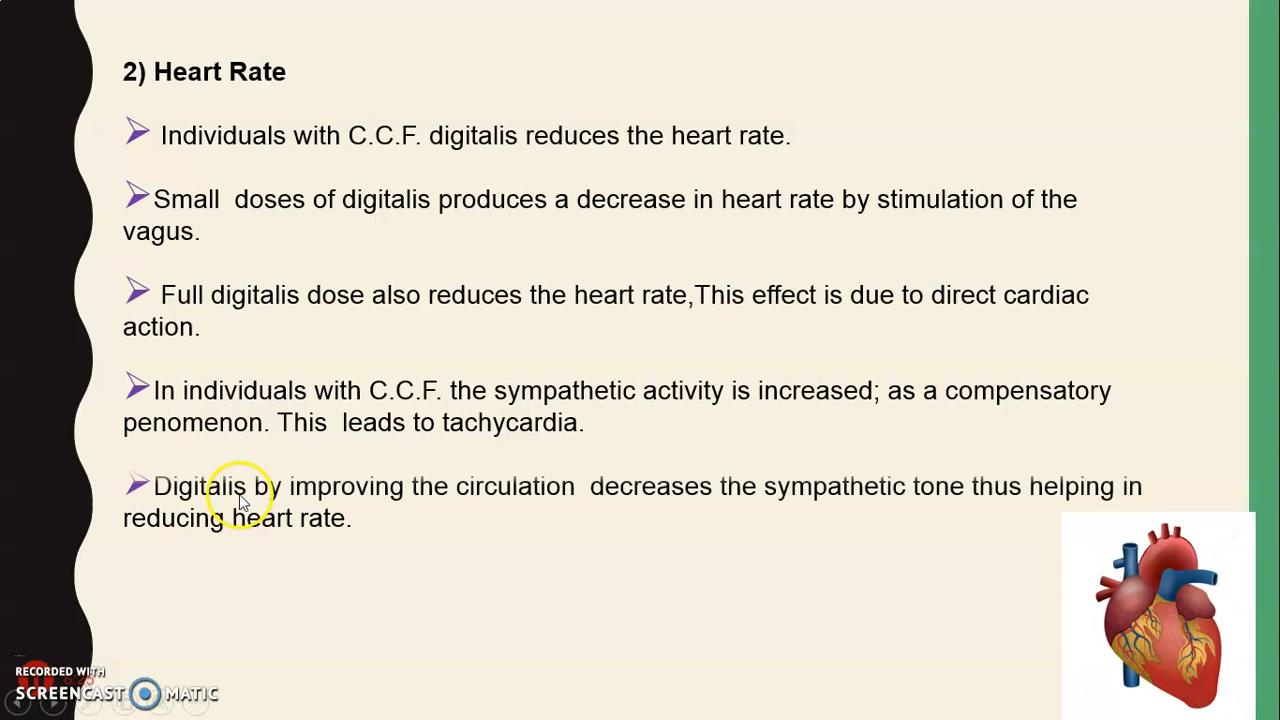 2) Heart Rate
Individuals with C.C.F. digitalis reduces the heart rate.
Small doses of digitalis produces a decrease in heart rate by stimulation of the
vagus.
Full digitalis dose also reduces the heart rate,This effect is due to direct cardiac
action.
In individuals with C.C.F. the sympathetic activity is increased; as a compensatory
penomenon. This leads to tachycardia.
Digitalis by improving the circulation decreases the sympathetic tone thus helping in
reducing heart rate.
RECORDED WITH
SCREENCAST MATIC